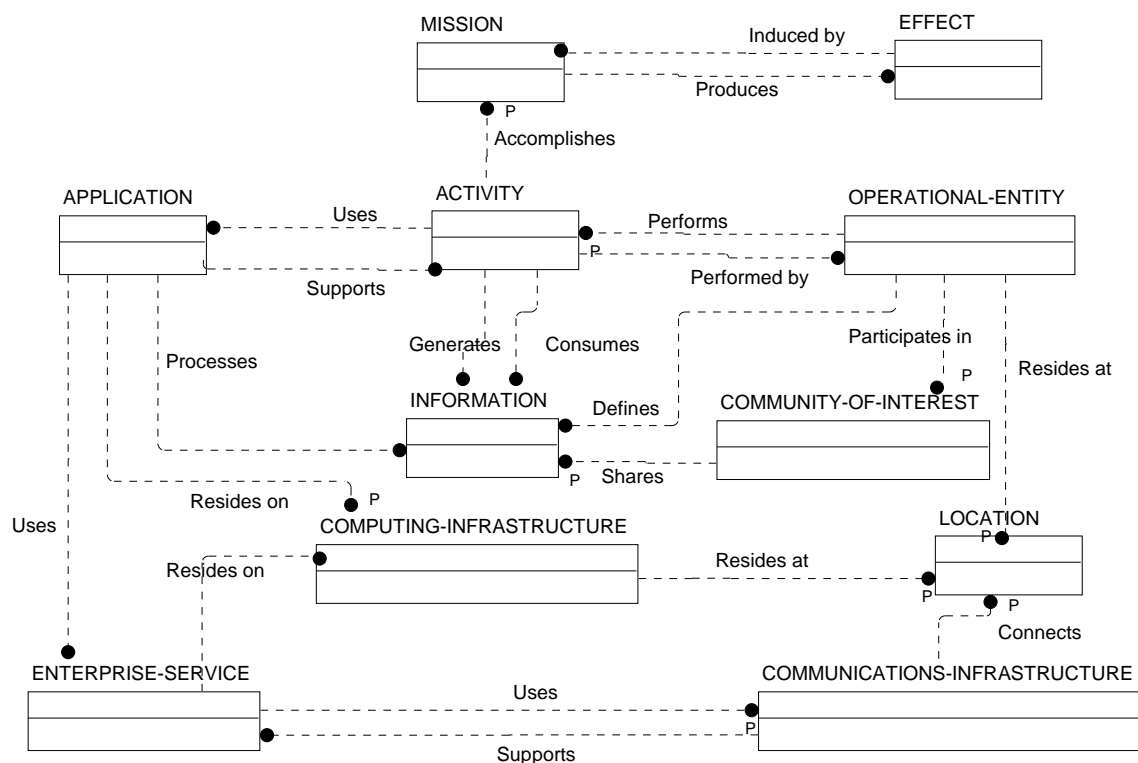 MISSION
EFFECT
Induced by
Produces
P
Accomplishes
APPLICATION
ACTIVITY
OPERATIONAL-ENTITY
Uses
Performs
P
Supports
Performed by
Generates
Consumes
Participates in
Processes
P
Resides at
INFORMATION
Defines
COMMUNITY-OF-INTEREST
Shares
P
Resides on
P
Uses
COMPUTING-INFRASTRUCTURE
LOCATION
P
Resides on
Resides at
P
P
Connects
ENTERPRISE-SERVICE
COMMUNICATIONS-INFRASTRUCTURE
Uses
P
Supports